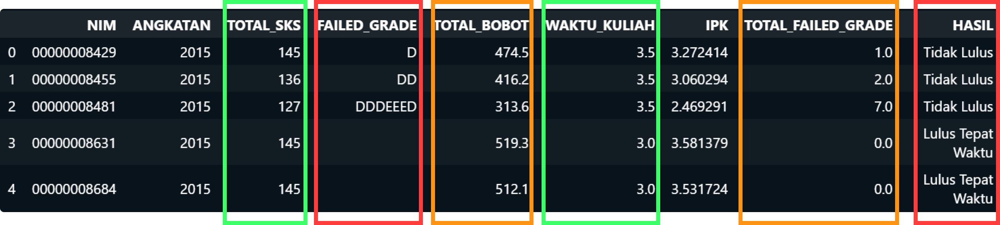 NIM ANGKATAN TOTAL_SKS FAILED_GRADE TOTAL_BOBOT WAKTU_KULIAH IPK TOTAL_FAILED_GRADE HASIL
0 00000008429 2015 145 D 474.5 3.5 3.272414 1.0 Tidak Lulus
1 00000008455 2015 136 DD 416.2 3.5 3.060294 2.0 Tidak Lulus
2 00000008481 2015 127 DDDEEED 313.6 3.5 2.469291 7.0 Tidak Lulus
3 00000008631 2015 145 519.3 3.0 3.581379 0.0 Lulus Tepat
Waktu
4 00000008684 2015 145 512.1 3.0 3.531724 0.0 Lulus Tepat
Waktu